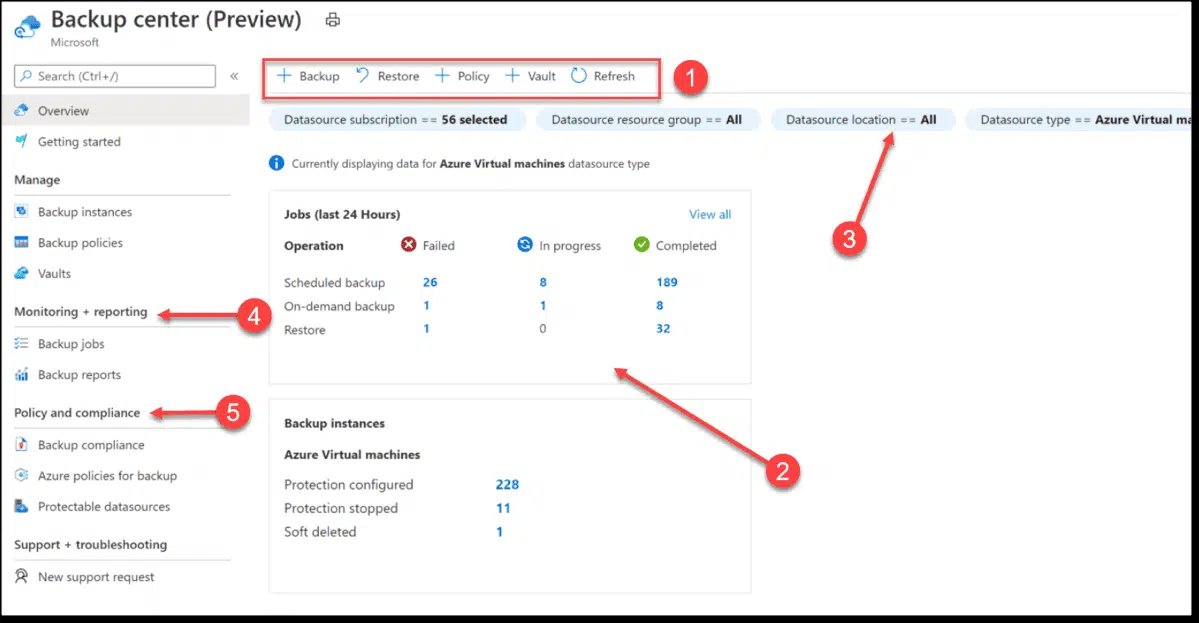 Backup center (Preview)
Microsoft
Search (Ctrl+/)
«
Overview
Getting started
Manage
Backup instances
Backup policies
Vaults
Monitoring + reporting
4
Backup jobs
Backup reports
Policy and compliance
5
Backup compliance
Azure policies for backup
Protectable datasources
Support + troubleshooting
New support request
+ Backup Restore + Policy + Vault Refresh
1
Datasource subscription == 56 selected Datasource resource group == All Datasource location == All Datasource type == Azure Virtual ma
3
Currently displaying data for Azure Virtual machines datasource type
Jobs (last 24 Hours) View all
Operation Failed In progress Completed
Scheduled backup 26 8 189
On-demand backup 1 1 8
Restore 1 0 32
2
Backup instances
Azure Virtual machines
Protection configured 228
Protection stopped 11
Soft deleted 1